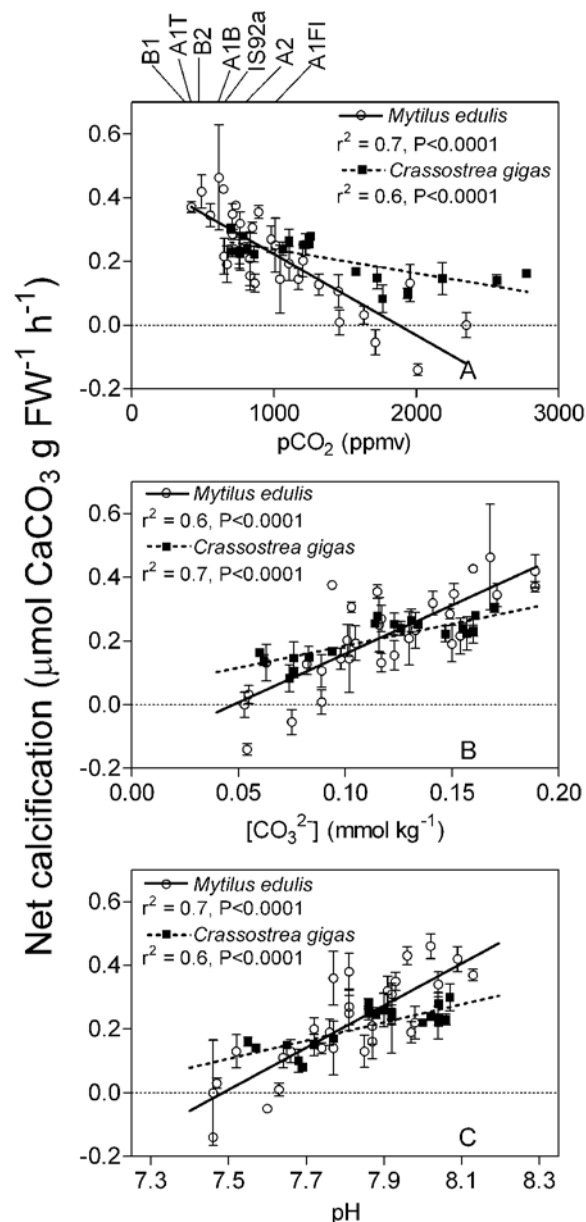 B1 A1T B2 A1B IS92a A2 A1FI
Net calcification (μmol CaCO₃ g FW⁻¹ h⁻¹)
Mytilus edulis
r² = 0.7, P<0.0001
Crassostrea gigas
r² = 0.6, P<0.0001
0.6
0.4
0.2
0.0
-0.2
A
0 1000 2000 3000
pCO₂ (ppmv)
Mytilus edulis
r² = 0.6, P<0.0001
Crassostrea gigas
r² = 0.7, P<0.0001
0.6
0.4
0.2
0.0
-0.2
B
0.00 0.05 0.10 0.15 0.20
[CO₃²⁻] (mmol kg⁻¹)
Mytilus edulis
r² = 0.7, P<0.0001
Crassostrea gigas
r² = 0.6, P<0.0001
0.6
0.4
0.2
0.0
-0.2
C
7.3 7.5 7.7 7.9 8.1 8.3
pH